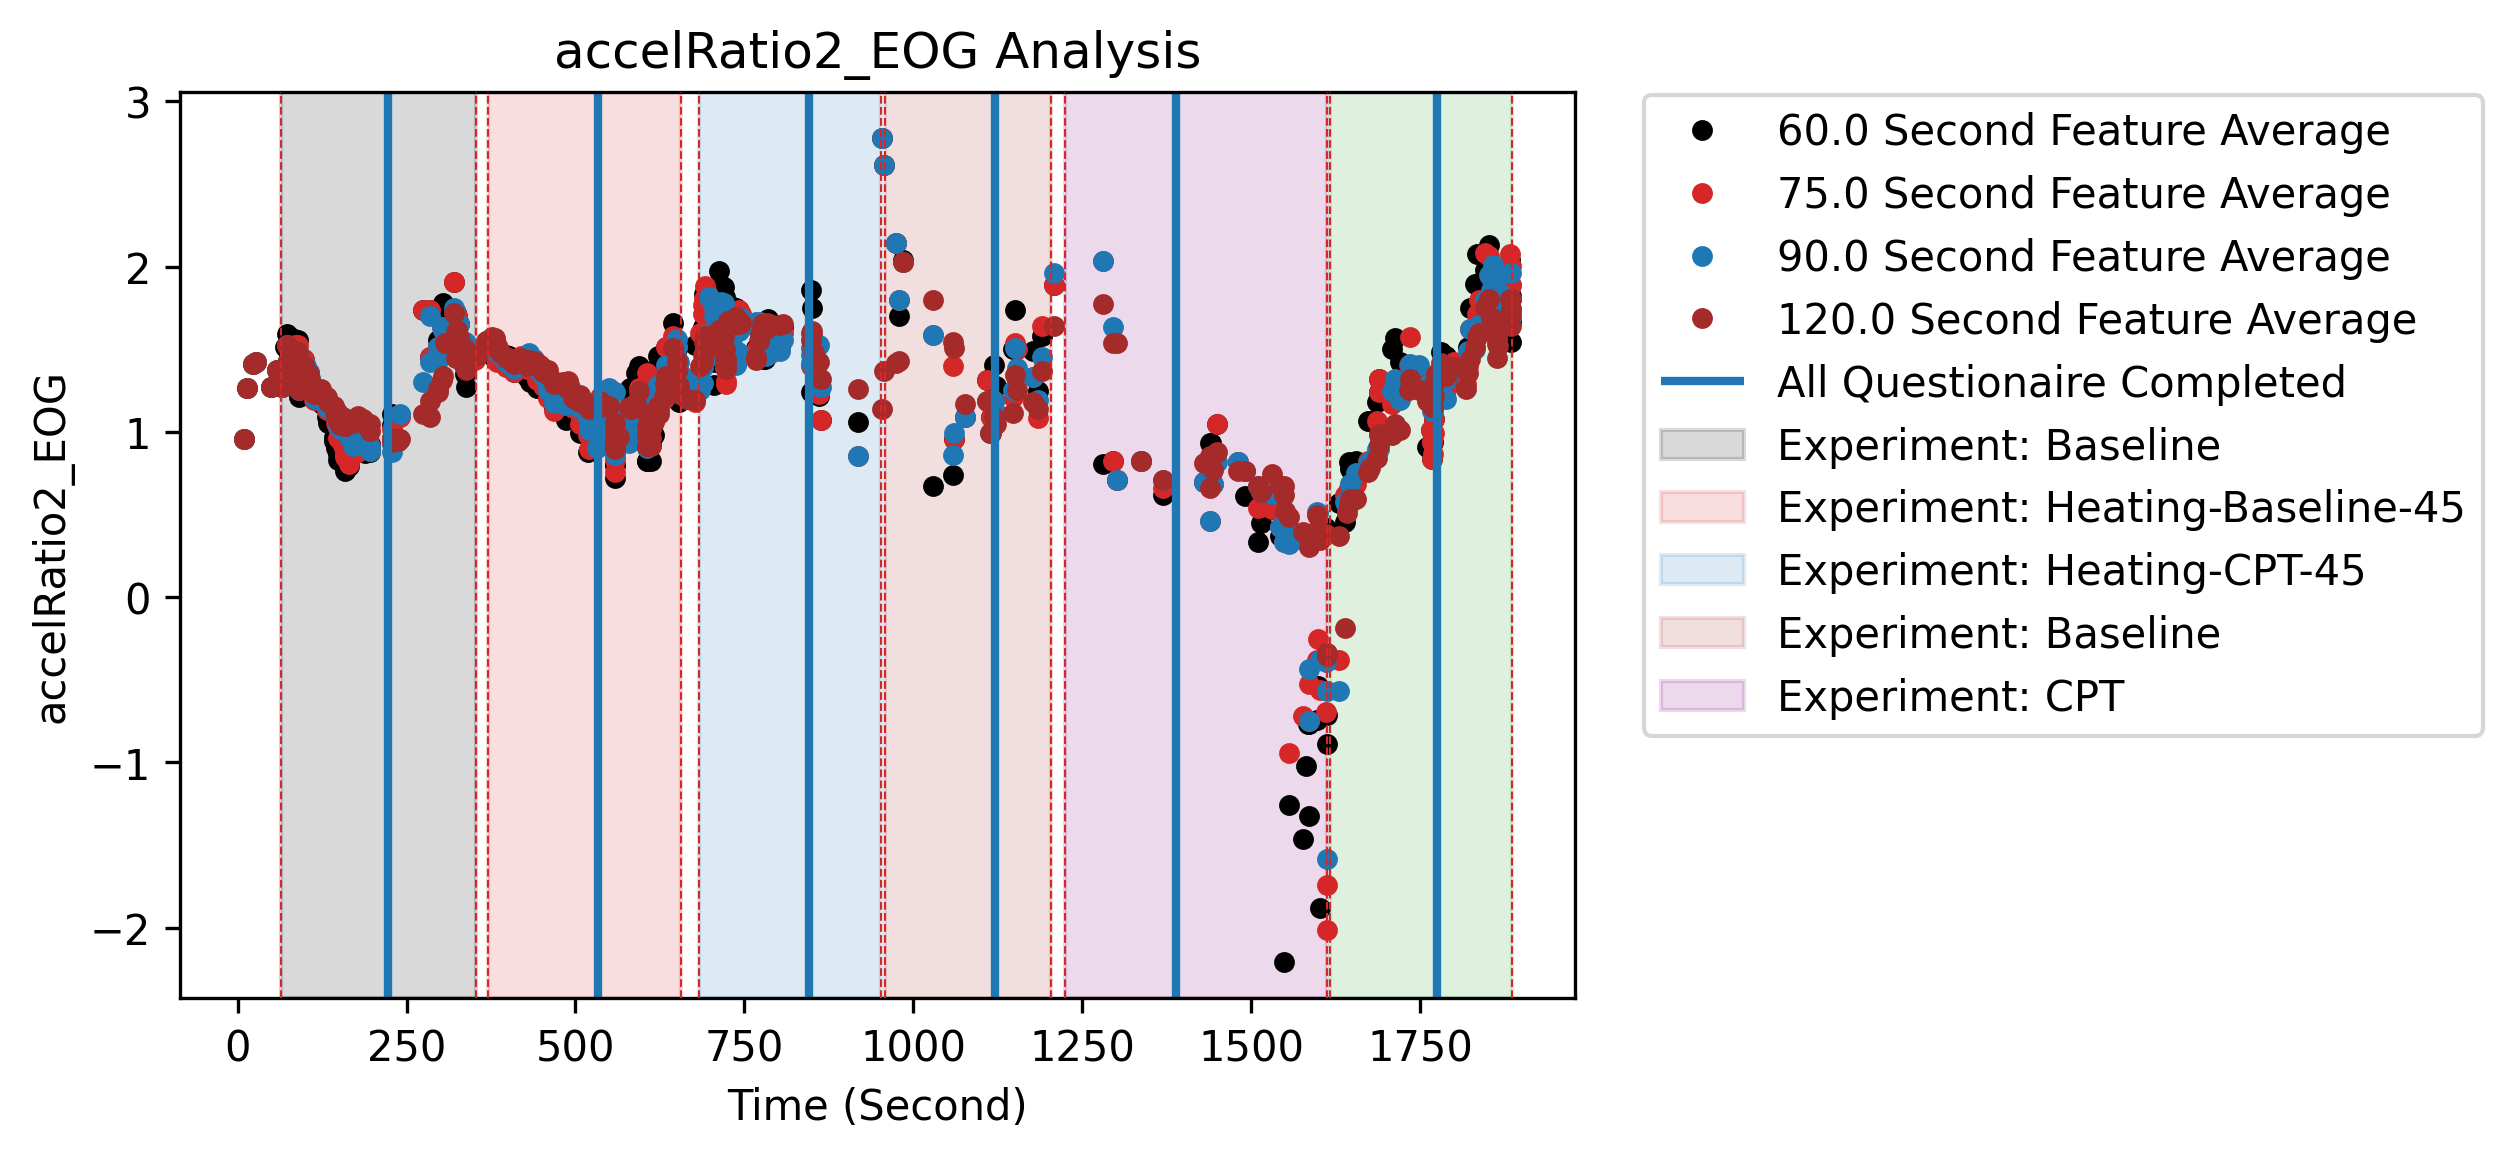 accelRatio2_EOG Analysis
3
2
1
0
−1
−2
accelRatio2_EOG
0 250 500 750 1000 1250 1500 1750
Time (Second)
60.0 Second Feature Average
75.0 Second Feature Average
90.0 Second Feature Average
120.0 Second Feature Average
All Questionaire Completed
Experiment: Baseline
Experiment: Heating-Baseline-45
Experiment: Heating-CPT-45
Experiment: Baseline
Experiment: CPT